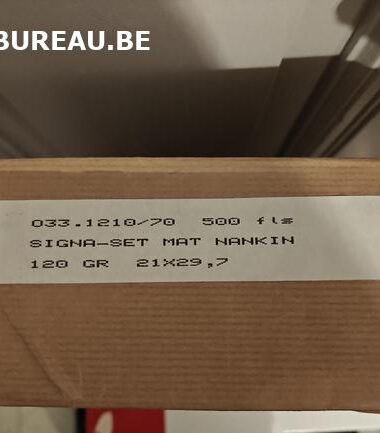 BUREAU.BE
033.1210/70 500 fls
SIGNA-SET MAT NANKIN
120 GR 21X29,7